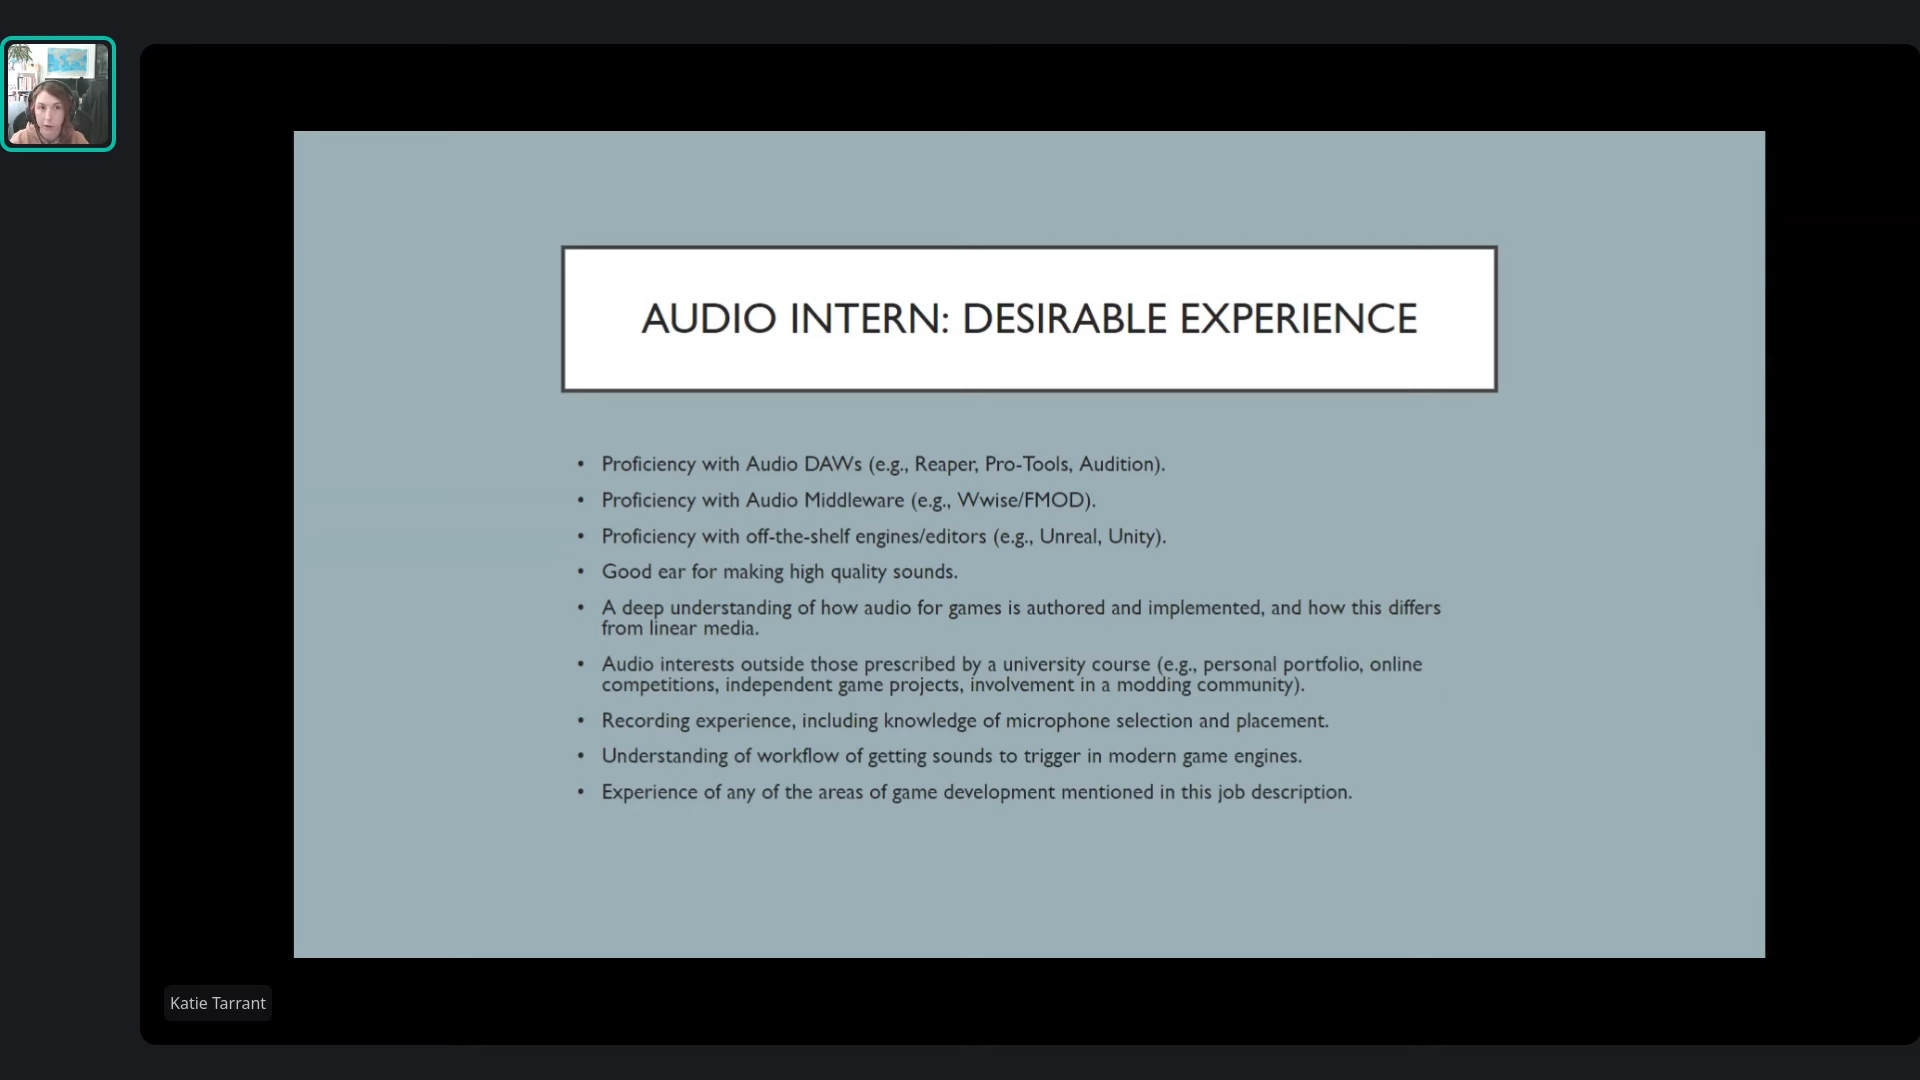 AUDIO INTERN: DESIRABLE EXPERIENCE
• Proficiency with Audio DAWs (e.g., Reaper, Pro-Tools, Audition).
• Proficiency with Audio Middleware (e.g., Wwise/FMOD).
• Proficiency with off-the-shelf engines/editors (e.g., Unreal, Unity).
• Good ear for making high quality sounds.
• A deep understanding of how audio for games is authored and implemented, and how this differs
from linear media.
• Audio interests outside those prescribed by a university course (e.g., personal portfolio, online
competitions, independent game projects, involvement in a modding community).
• Recording experience, including knowledge of microphone selection and placement.
• Understanding of workflow of getting sounds to trigger in modern game engines.
• Experience of any of the areas of game development mentioned in this job description.
Katie Tarrant